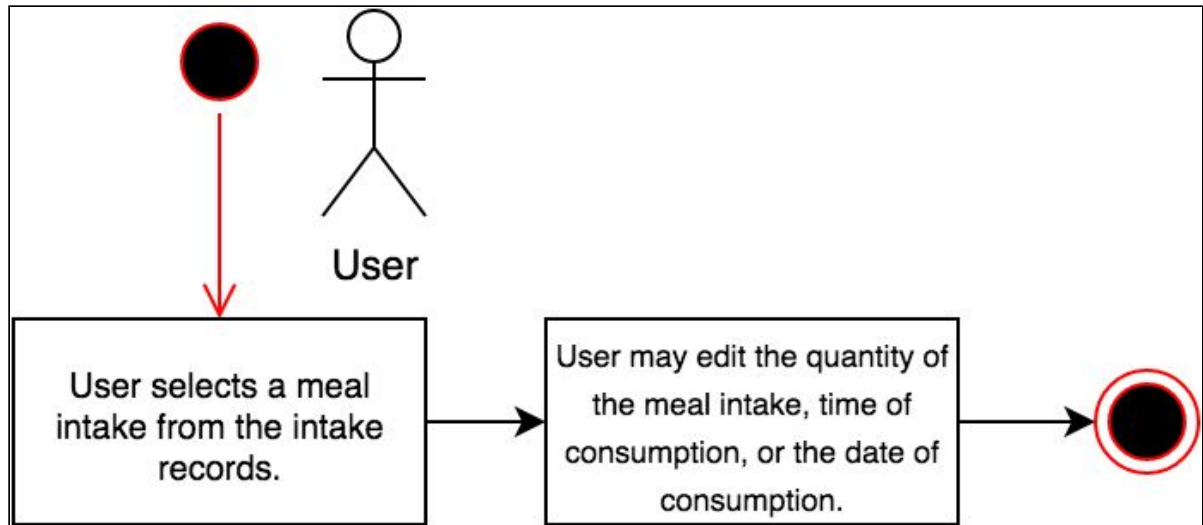 User
User selects a meal
intake from the intake
records.
User may edit the quantity of
the meal intake, time of
consumption, or the date of
consumption.